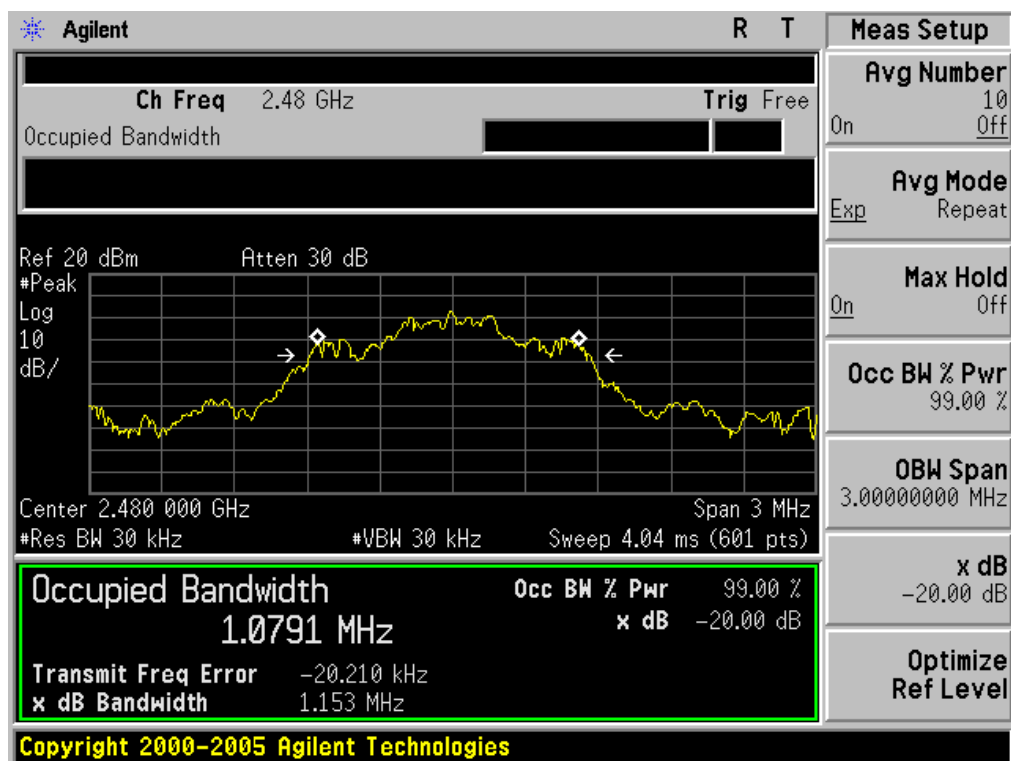 Agilent R T
Meas Setup
Ch Freq 2.48 GHz Trig Free
Occupied Bandwidth
Ref 20 dBm Atten 30 dB
#Peak
Log
10
dB/
Center 2.480 000 GHz Span 3 MHz
#Res BW 30 kHz #VBW 30 kHz Sweep 4.04 ms (601 pts)
Occupied Bandwidth Occ BW % Pwr 99.00 %
1.0791 MHz x dB -20.00 dB
Transmit Freq Error -20.210 kHz
x dB Bandwidth 1.153 MHz
Avg Number
10
On Off
Avg Mode
Exp Repeat
Max Hold
On Off
Occ BW % Pwr
99.00 %
OBW Span
3.00000000 MHz
x dB
-20.00 dB
Optimize
Ref Level
Copyright 2000-2005 Agilent Technologies